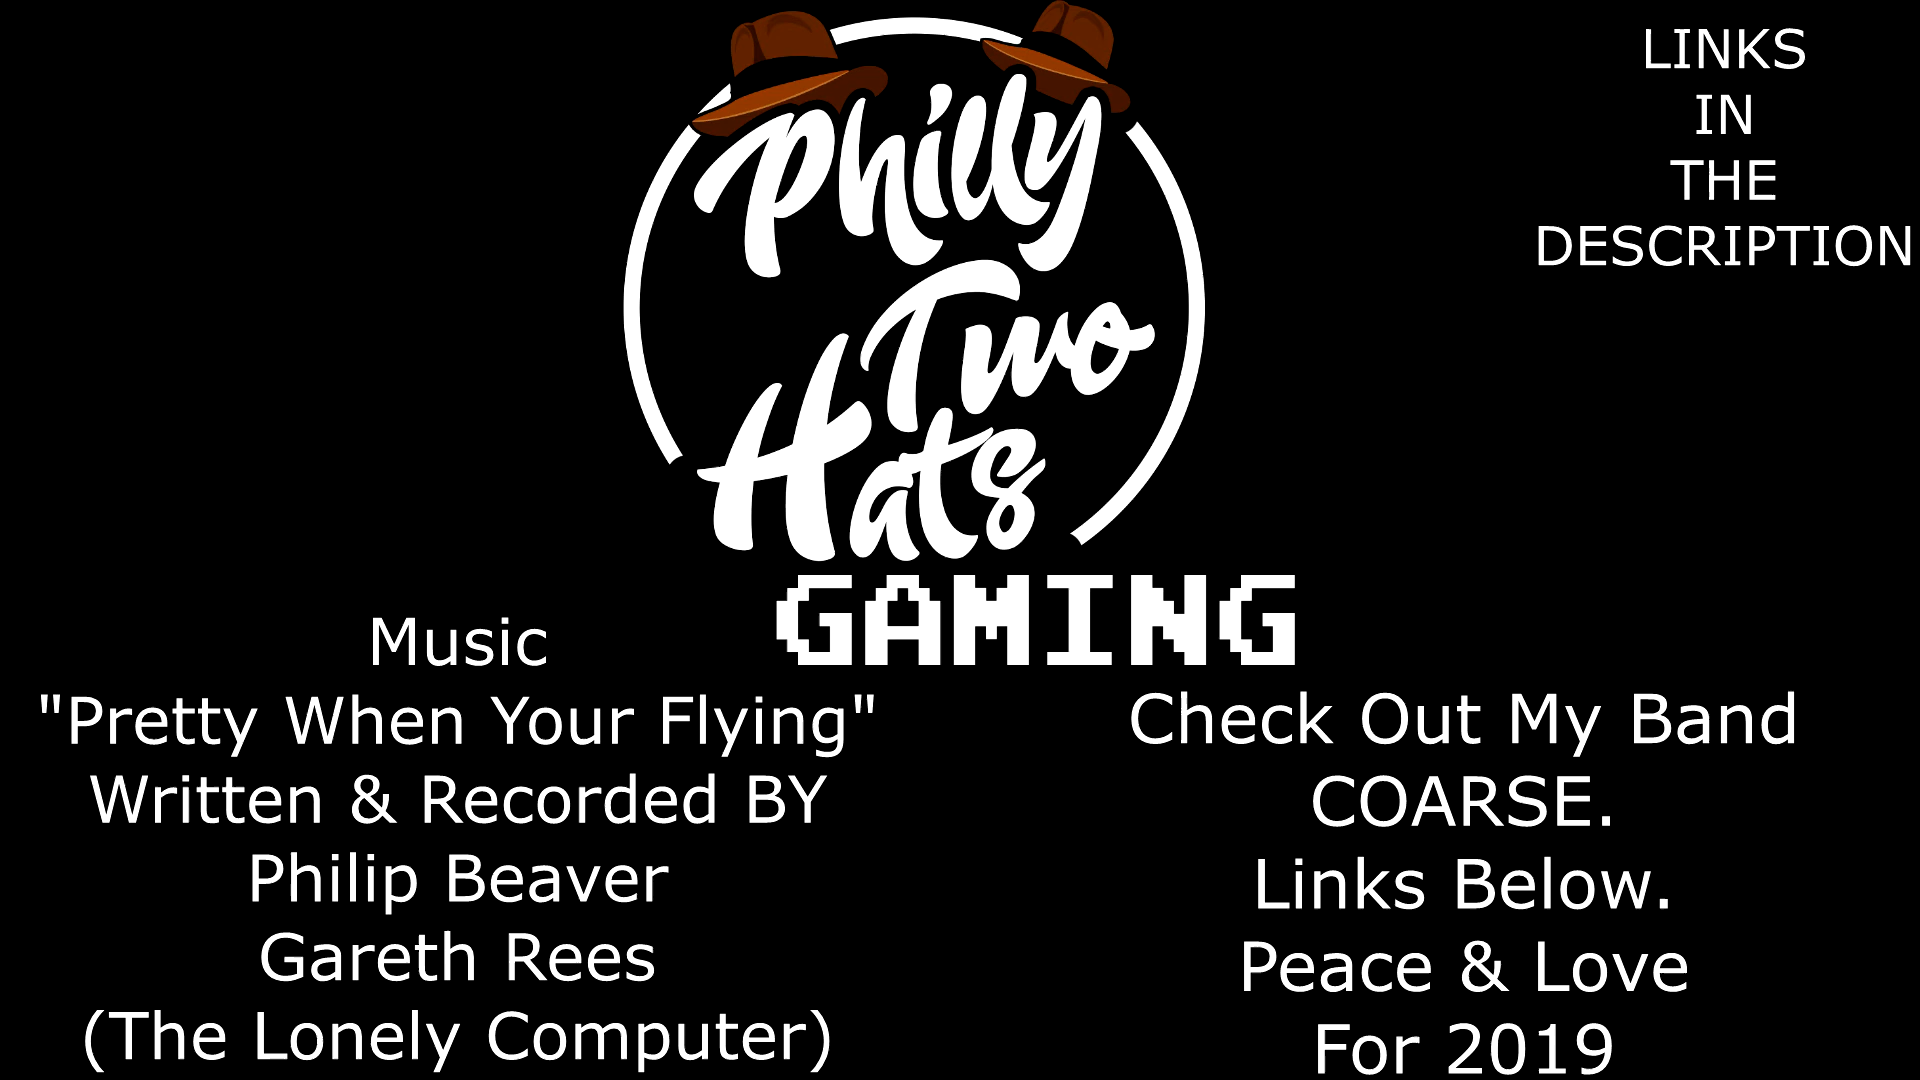 Philly
Two
Hats
GAMING
LINKS
IN
THE
DESCRIPTION
Music
"Pretty When Your Flying"
Written & Recorded BY
Philip Beaver
Gareth Rees
(The Lonely Computer)
Check Out My Band
COARSE.
Links Below.
Peace & Love
For 2019